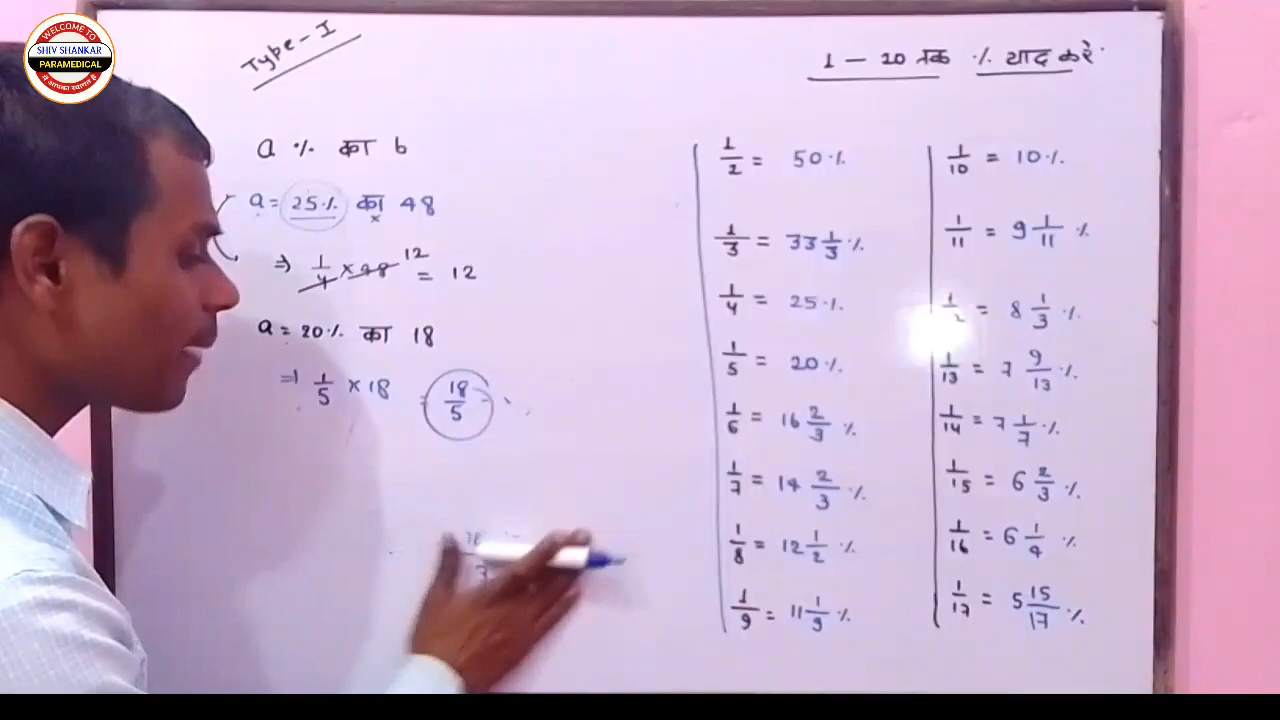 WELCOME TO
SHIV SHANKAR
PARAMEDICAL
में आपका स्वागत है
Type-I
1 — 20 तक % याद करे
a % का b
a = 25% का 48
⇒ 1/4 × 48 12 = 12
a = 20% का 18
⇒ 1/5 × 18 = 18/5
1/2 = 50%
1/3 = 33 1/3 %
1/4 = 25%
1/5 = 20%
1/6 = 16 2/3 %
1/7 = 14 2/3 %
1/8 = 12 1/2 %
1/9 = 11 1/9 %
1/10 = 10%
1/11 = 9 1/11 %
1/2 = 8 1/3 %
1/13 = 7 9/13 %
1/14 = 7 1/7 %
1/15 = 6 2/3 %
1/16 = 6 1/4 %
1/17 = 5 15/17 %